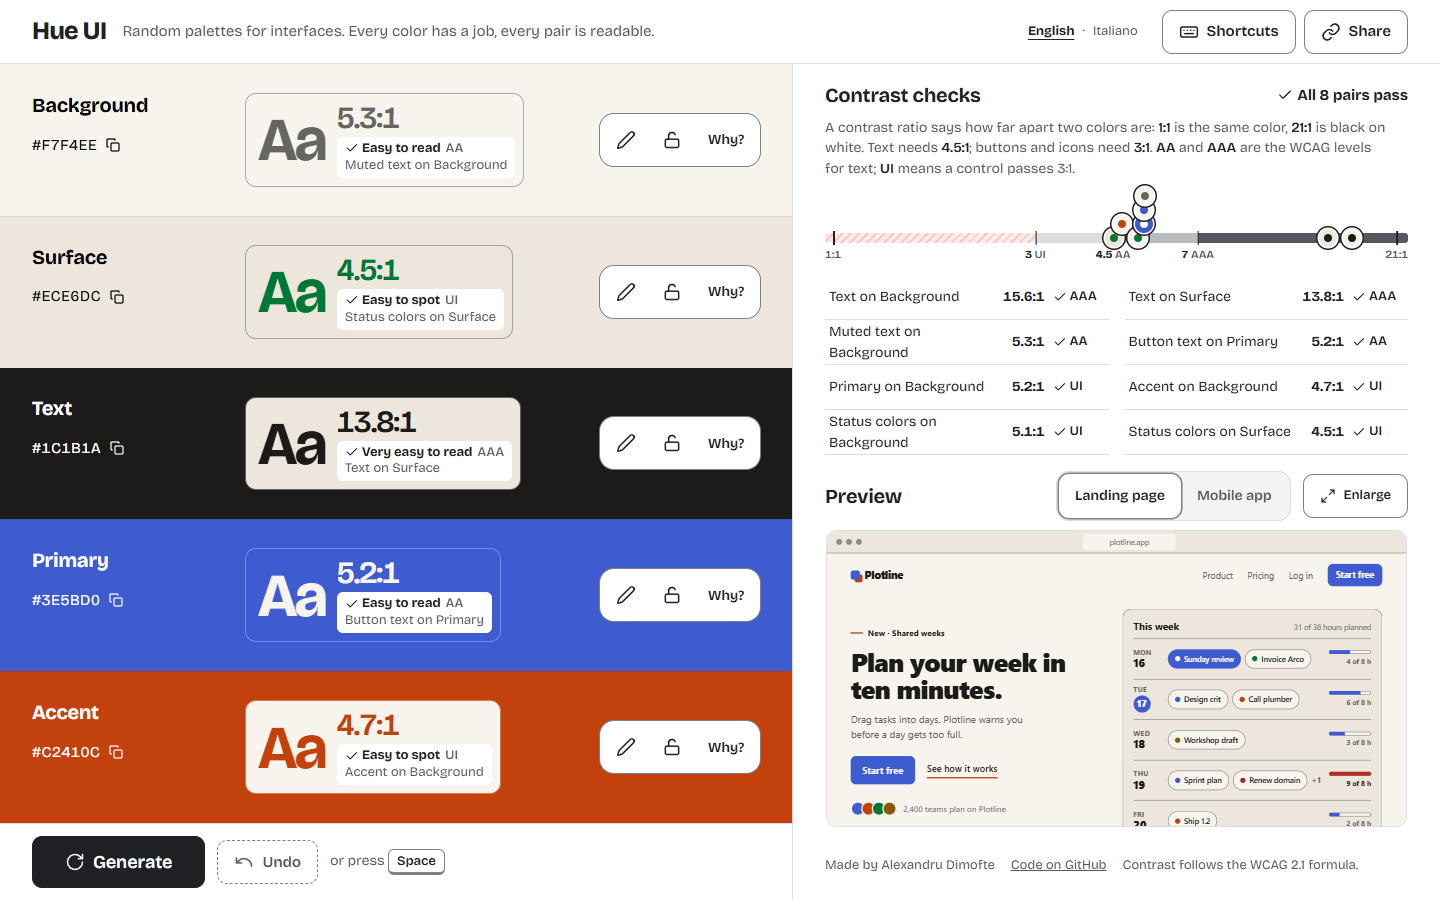 Hue UI
Random palettes for interfaces. Every color has a job, every pair is readable.
English · Italiano
Shortcuts
Share
Background
#F7F4EE
Aa
5.3:1
Easy to read AA
Muted text on Background
Why?
Surface
#ECE6DC
Aa
4.5:1
Easy to spot UI
Status colors on Surface
Why?
Text
#1C1B1A
Aa
13.8:1
Very easy to read AAA
Text on Surface
Why?
Primary
#3E5BD0
Aa
5.2:1
Easy to read AA
Button text on Primary
Why?
Accent
#C2410C
Aa
4.7:1
Easy to spot UI
Accent on Background
Why?
Generate
Undo
or press Space
Contrast checks
All 8 pairs pass
A contrast ratio says how far apart two colors are: 1:1 is the same color, 21:1 is black on
white. Text needs 4.5:1; buttons and icons need 3:1. AA and AAA are the WCAG levels
for text; UI means a control passes 3:1.
1:1
3 UI
4.5 AA
7 AAA
21:1
Text on Background 15.6:1 AAA
Text on Surface 13.8:1 AAA
Muted text on
Background
5.3:1 AA
Button text on Primary 5.2:1 AA
Primary on Background 5.2:1 UI
Accent on Background 4.7:1 UI
Status colors on
Background
5.1:1 UI
Status colors on Surface 4.5:1 UI
Preview
Landing page
Mobile app
Enlarge
plotline.app
Plotline
Product
Pricing
Log in
Start free
New · Shared weeks
Plan your week in
ten minutes.
Drag tasks into days. Plotline warns you
before a day gets too full.
Start free
See how it works
2,400 teams plan on Plotline
This week
31 of 38 hours planned
MON
16
Sunday review
Invoice Arco
4 of 8 h
TUE
17
Design crit
Call plumber
6 of 8 h
WED
18
Workshop draft
3 of 8 h
THU
19
Sprint plan
Renew domain
+1
9 of 8 h
FRI
20
Ship 1.2
2 of 8 h
Made by Alexandru Dimofte
Code on GitHub
Contrast follows the WCAG 2.1 formula.